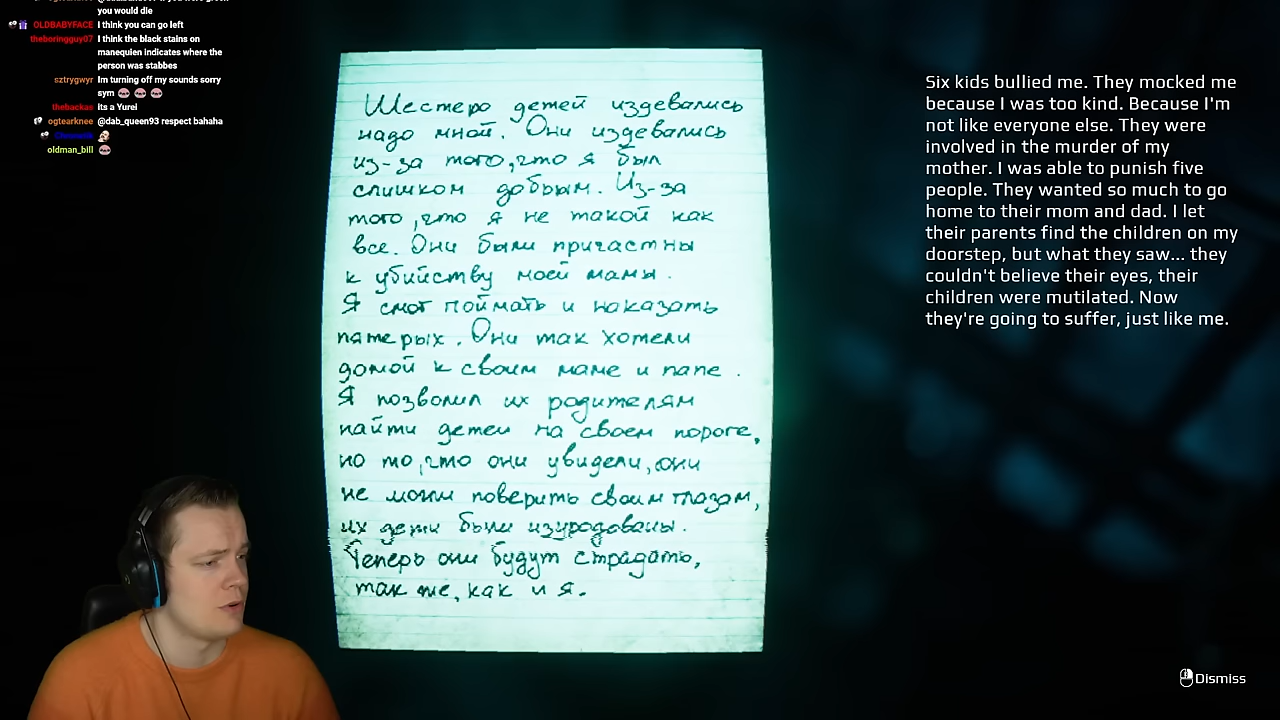 you would die
OLDBABYFACE I think you can go left
theboringguy07 I think the black stains on
manequien indicates where the
person was stabbes
sztrygwyr Im turning off my sounds sorry
sym
thebackas Its a Yurei
ogtearknee @dab_queen93 respect bahaha
oldman_bill
Шестеро детей издевались
надо мной. Они издевались
из-за того, что я был
слишком добрым. Из-за
того, что я не такой как
все. Они были причастны
к убийству моей мамы.
Я смог поймать и наказать
пятерых. Они так хотели
домой к своим маме и папе.
Я позволил их родителям
найти детей на своем пороге,
но то, что они увидели, они
не могли поверить своим глазам,
их дети были изуродованы.
Теперь они будут страдать,
так же, как и я.
Six kids bullied me. They mocked me
because I was too kind. Because I'm
not like everyone else. They were
involved in the murder of my
mother. I was able to punish five
people. They wanted so much to go
home to their mom and dad. I let
their parents find the children on my
doorstep, but what they saw... they
couldn't believe their eyes, their
children were mutilated. Now
they're going to suffer, just like me.
Dismiss